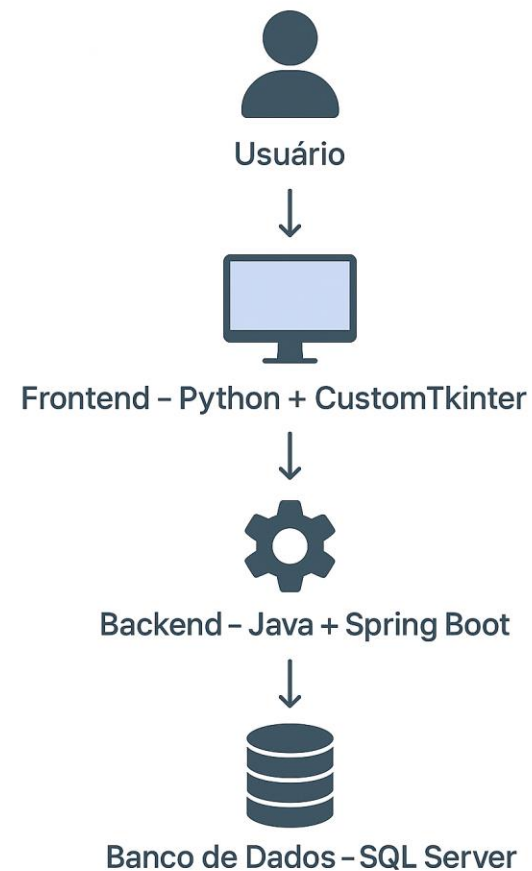 Usuário
Frontend – Python + CustomTkinter
Backend – Java + Spring Boot
Banco de Dados – SQL Server